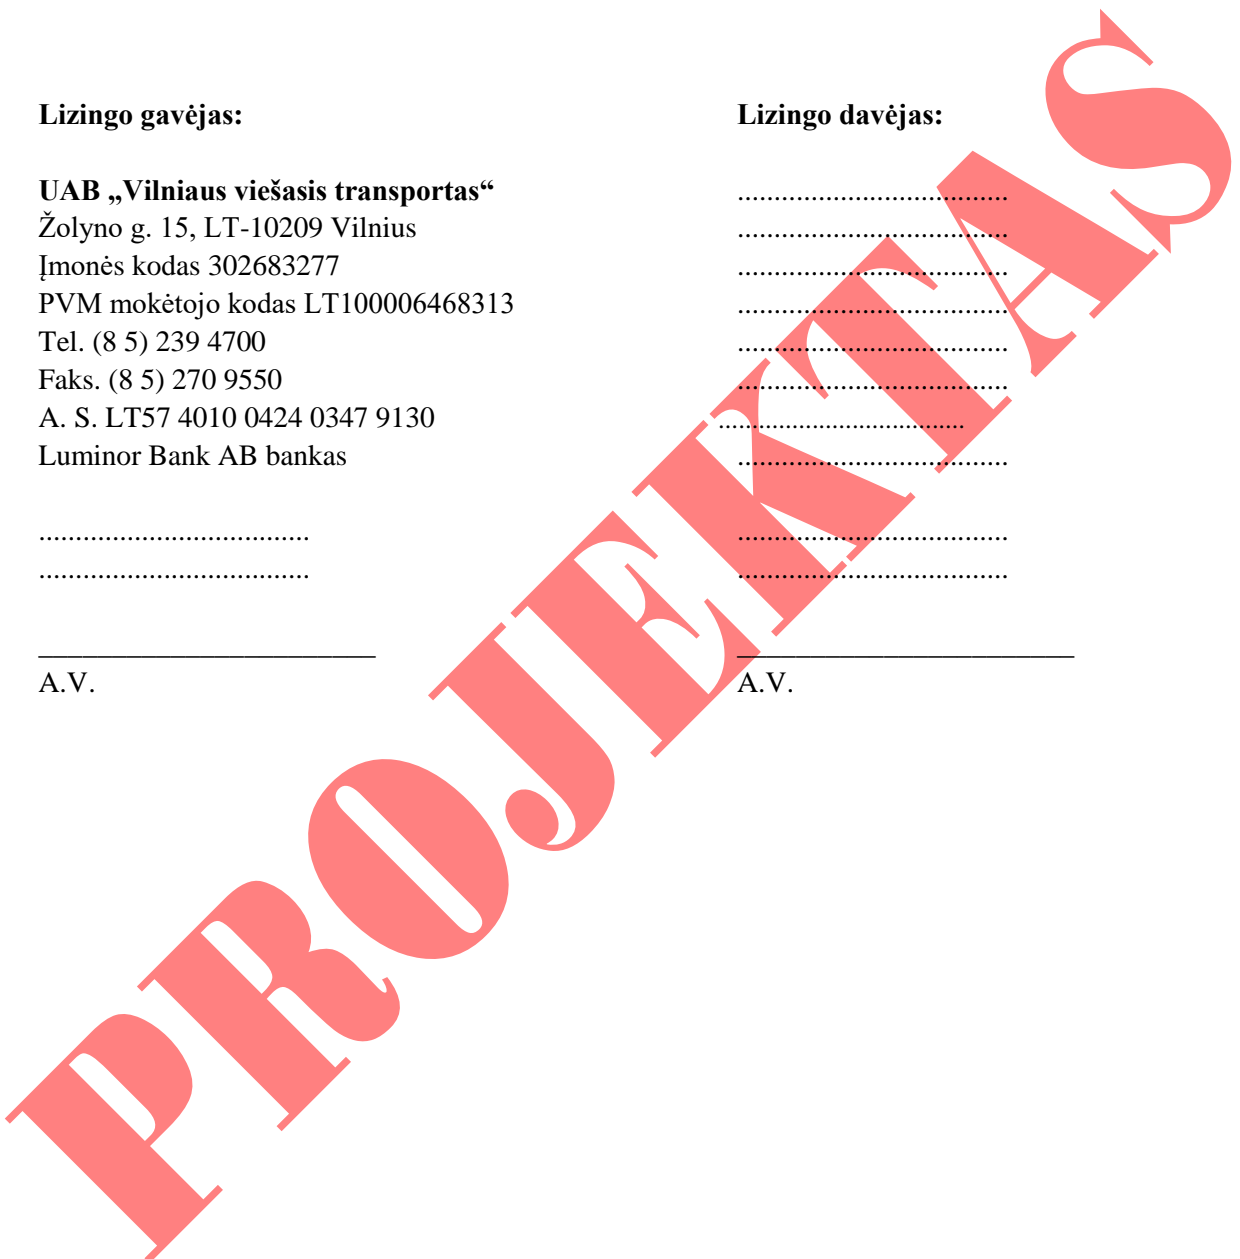 Lizingo gavėjas:
UAB „Vilniaus viešasis transportas“
Žolyno g. 15, LT-10209 Vilnius
Įmonės kodas 302683277
PVM mokėtojo kodas LT100006468313
Tel. (8 5) 239 4700
Faks. (8 5) 270 9550
A. S. LT57 4010 0424 0347 9130
Luminor Bank AB bankas
.....................................
.....................................
_______________________
A.V.
Lizingo davėjas:
.....................................
.....................................
.....................................
.....................................
.....................................
.....................................
.................................
.....................................
.....................................
.....................................
_______________________
A.V.
PROJEKTAS